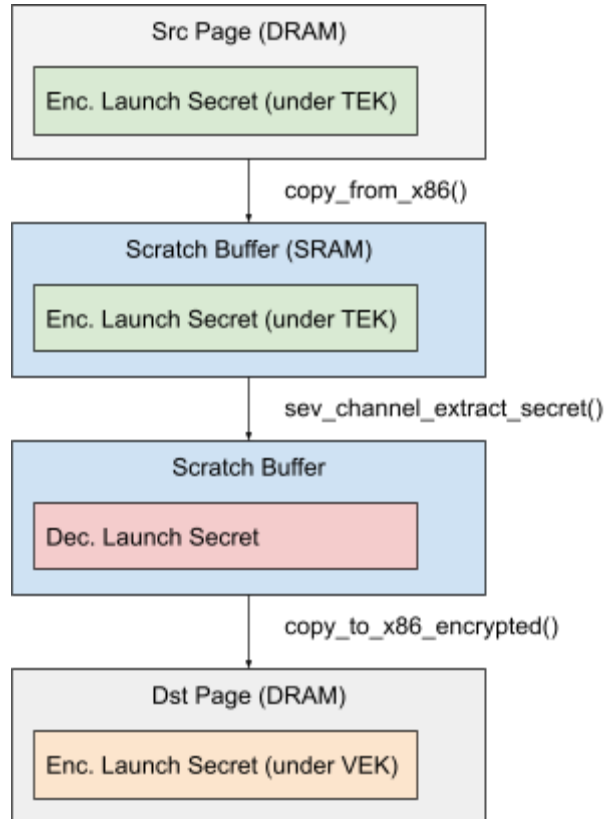 Src Page (DRAM)
Enc. Launch Secret (under TEK)
copy_from_x86()
Scratch Buffer (SRAM)
Enc. Launch Secret (under TEK)
sev_channel_extract_secret()
Scratch Buffer
Dec. Launch Secret
copy_to_x86_encrypted()
Dst Page (DRAM)
Enc. Launch Secret (under VEK)